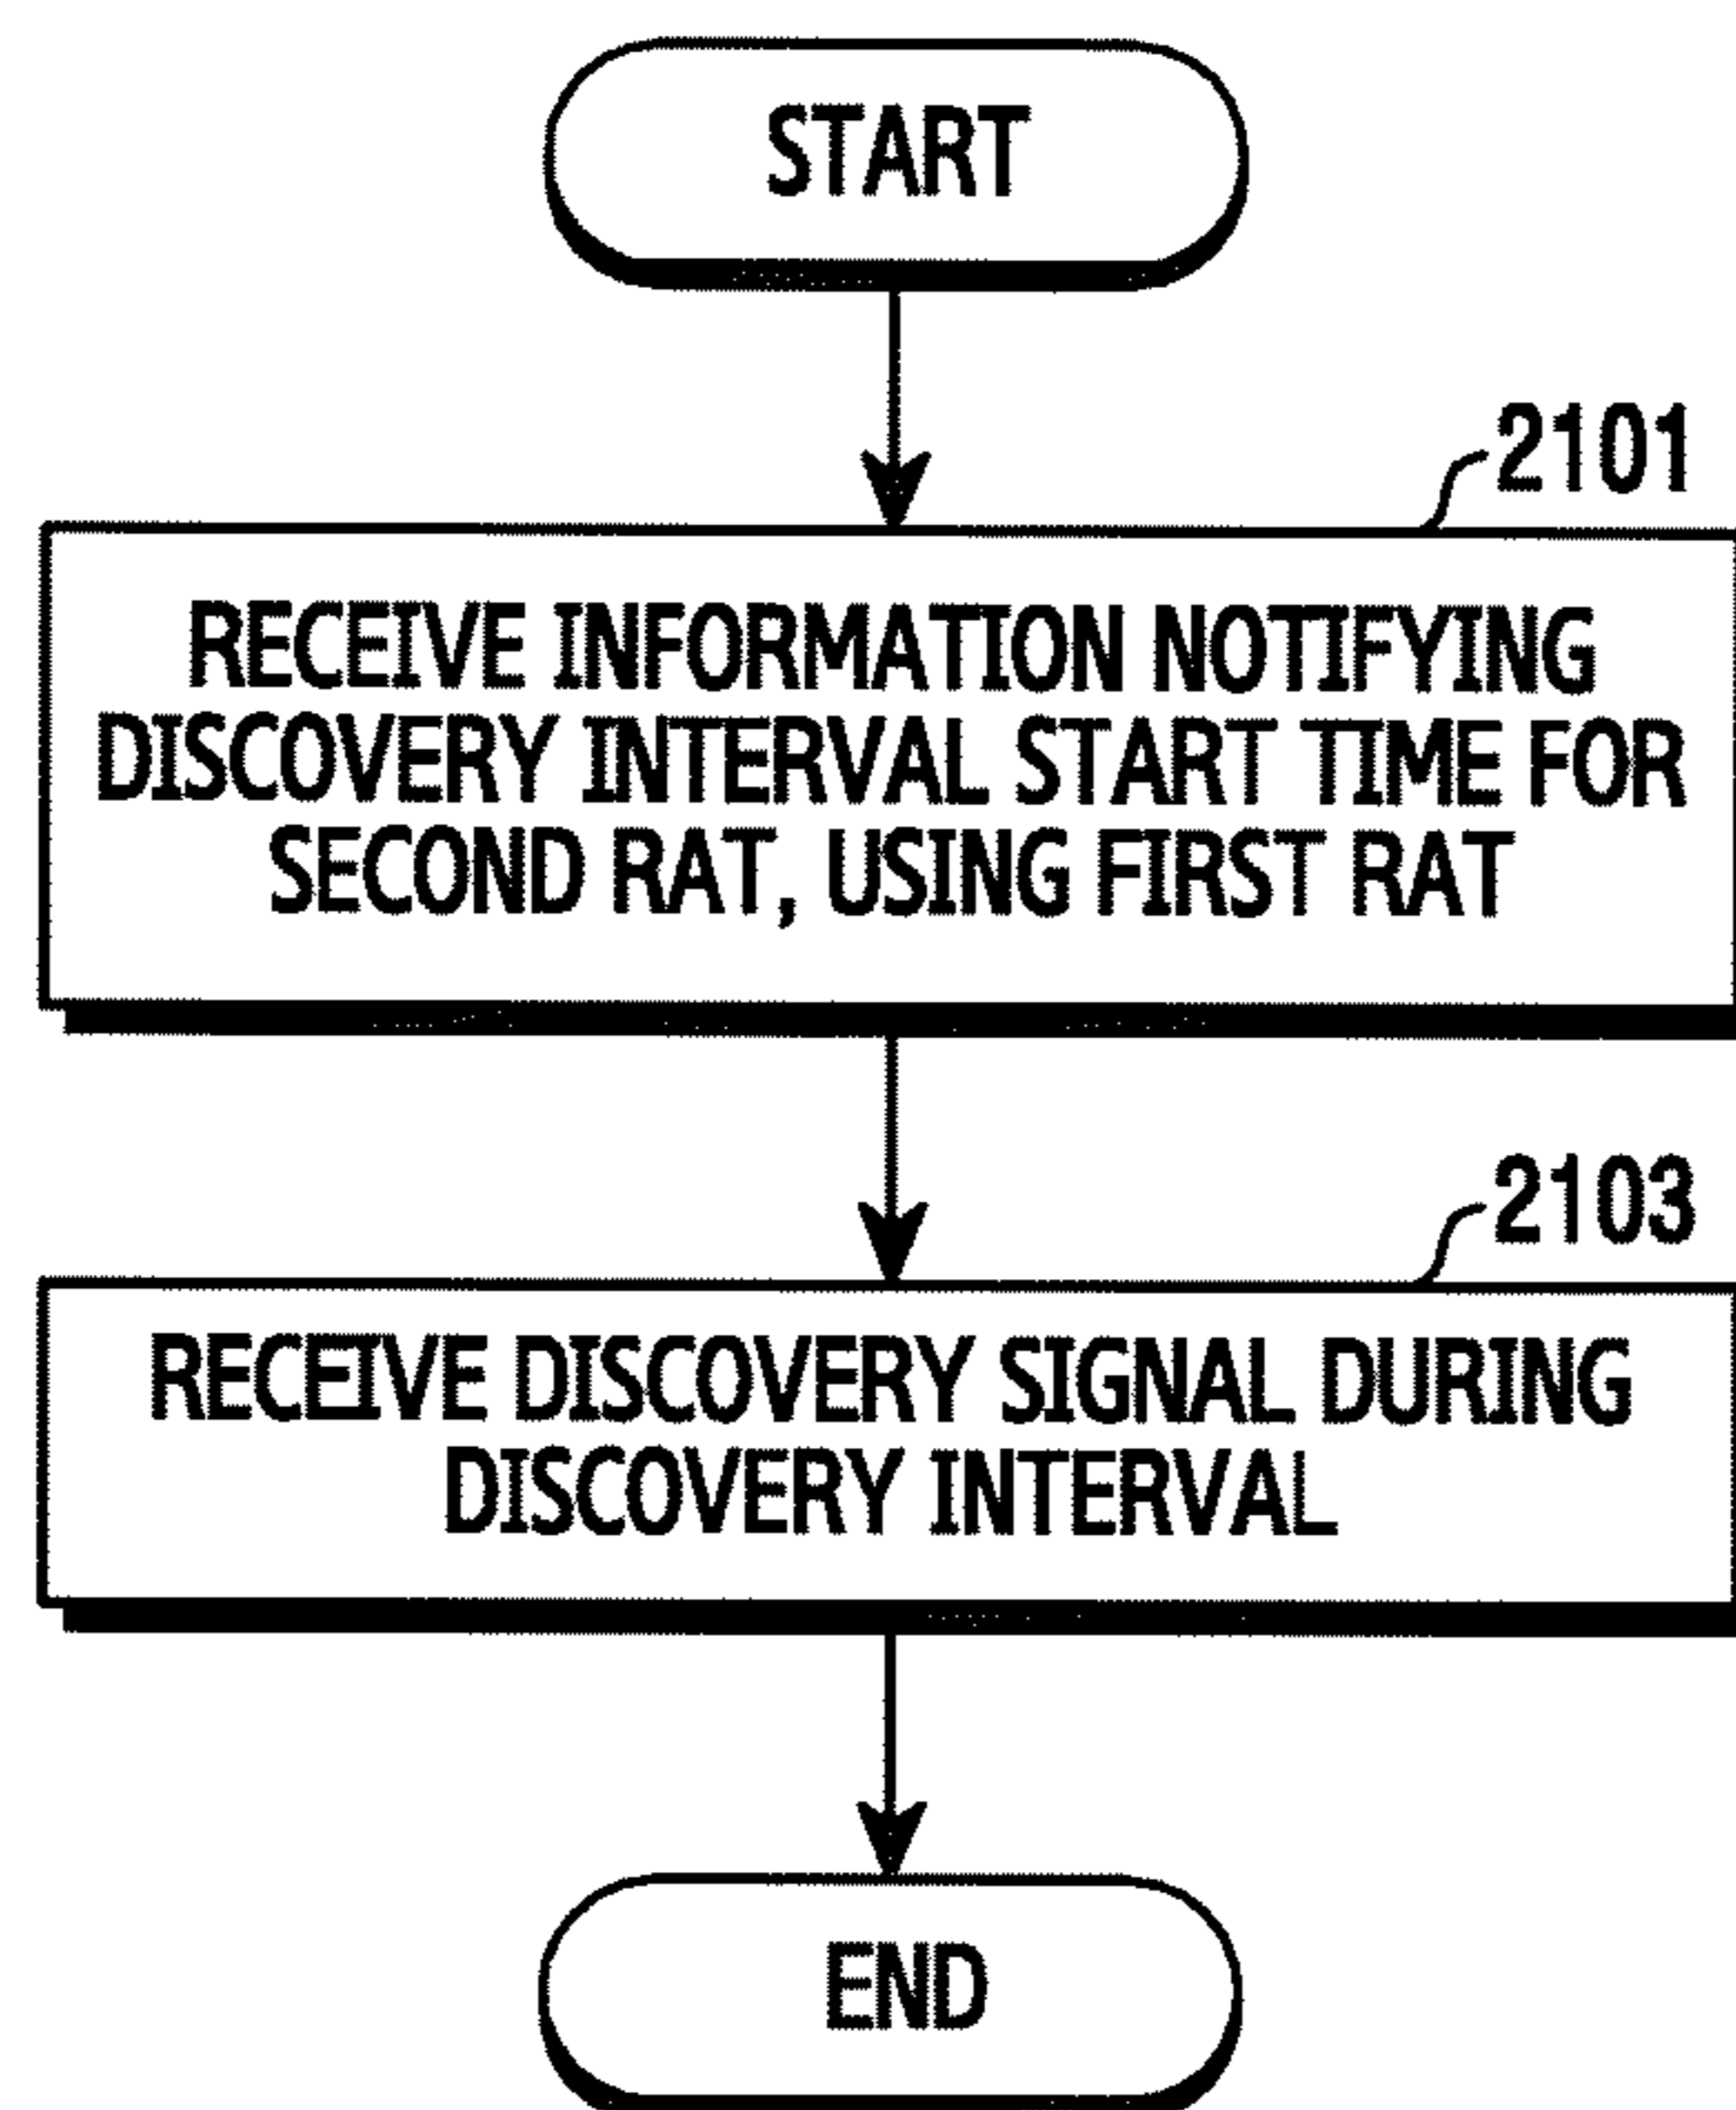 START
2101
RECEIVE INFORMATION NOTIFYING
DISCOVERY INTERVAL START TIME FOR
SECOND RAT, USING FIRST RAT
2103
RECEIVE DISCOVERY SIGNAL DURING
DISCOVERY INTERVAL
END